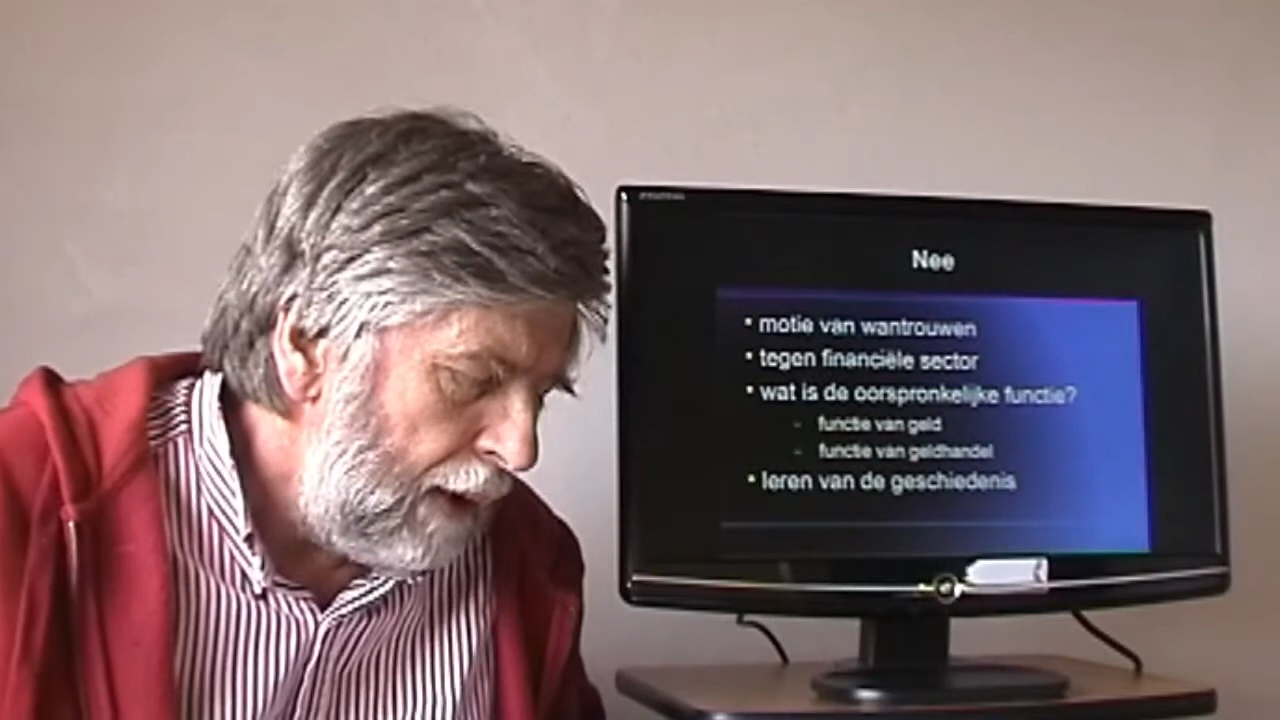 Nee
• motie van wantrouwen
• tegen financiële sector
• wat is de oorspronkelijke functie?
- functie van geld
- functie van geldhandel
• leren van de geschiedenis